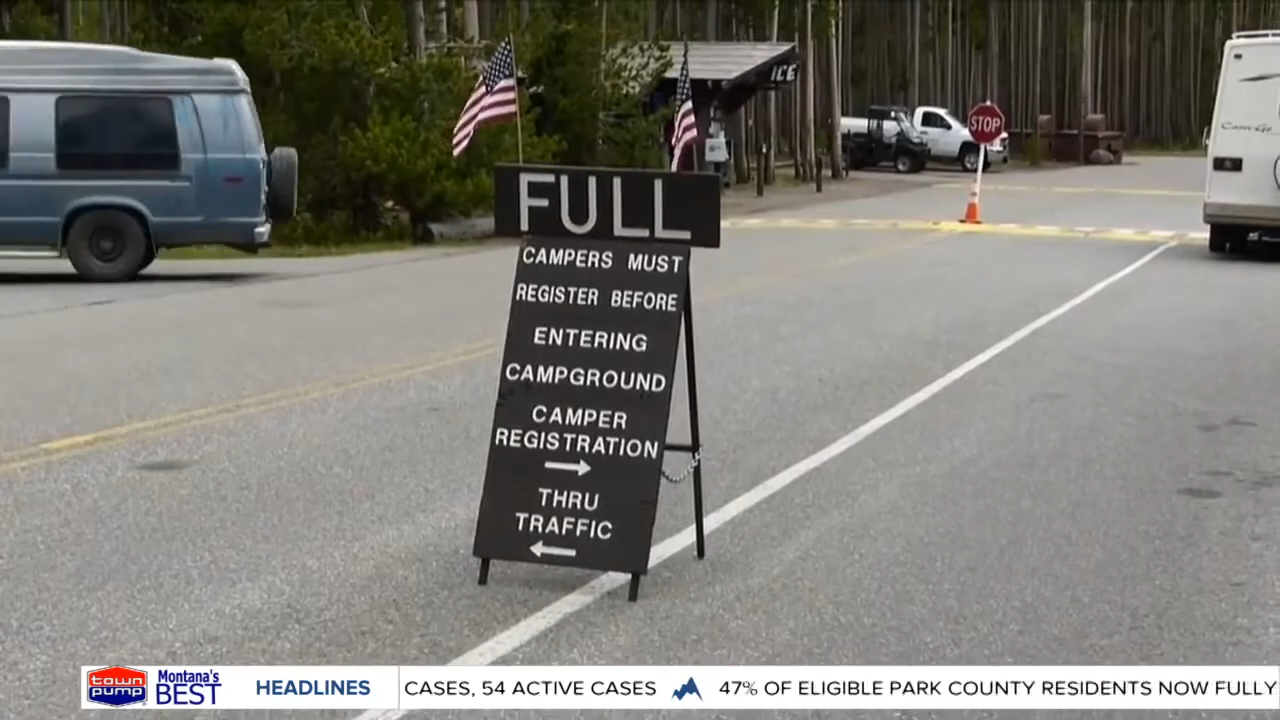 ICE
STOP
FULL
CAMPERS MUST
REGISTER BEFORE
ENTERING
CAMPGROUND
CAMPER
REGISTRATION
→
THRU
TRAFFIC
←
town pump
Montana's
BEST
HEADLINES
CASES, 54 ACTIVE CASES
47% OF ELIGIBLE PARK COUNTY RESIDENTS NOW FULLY